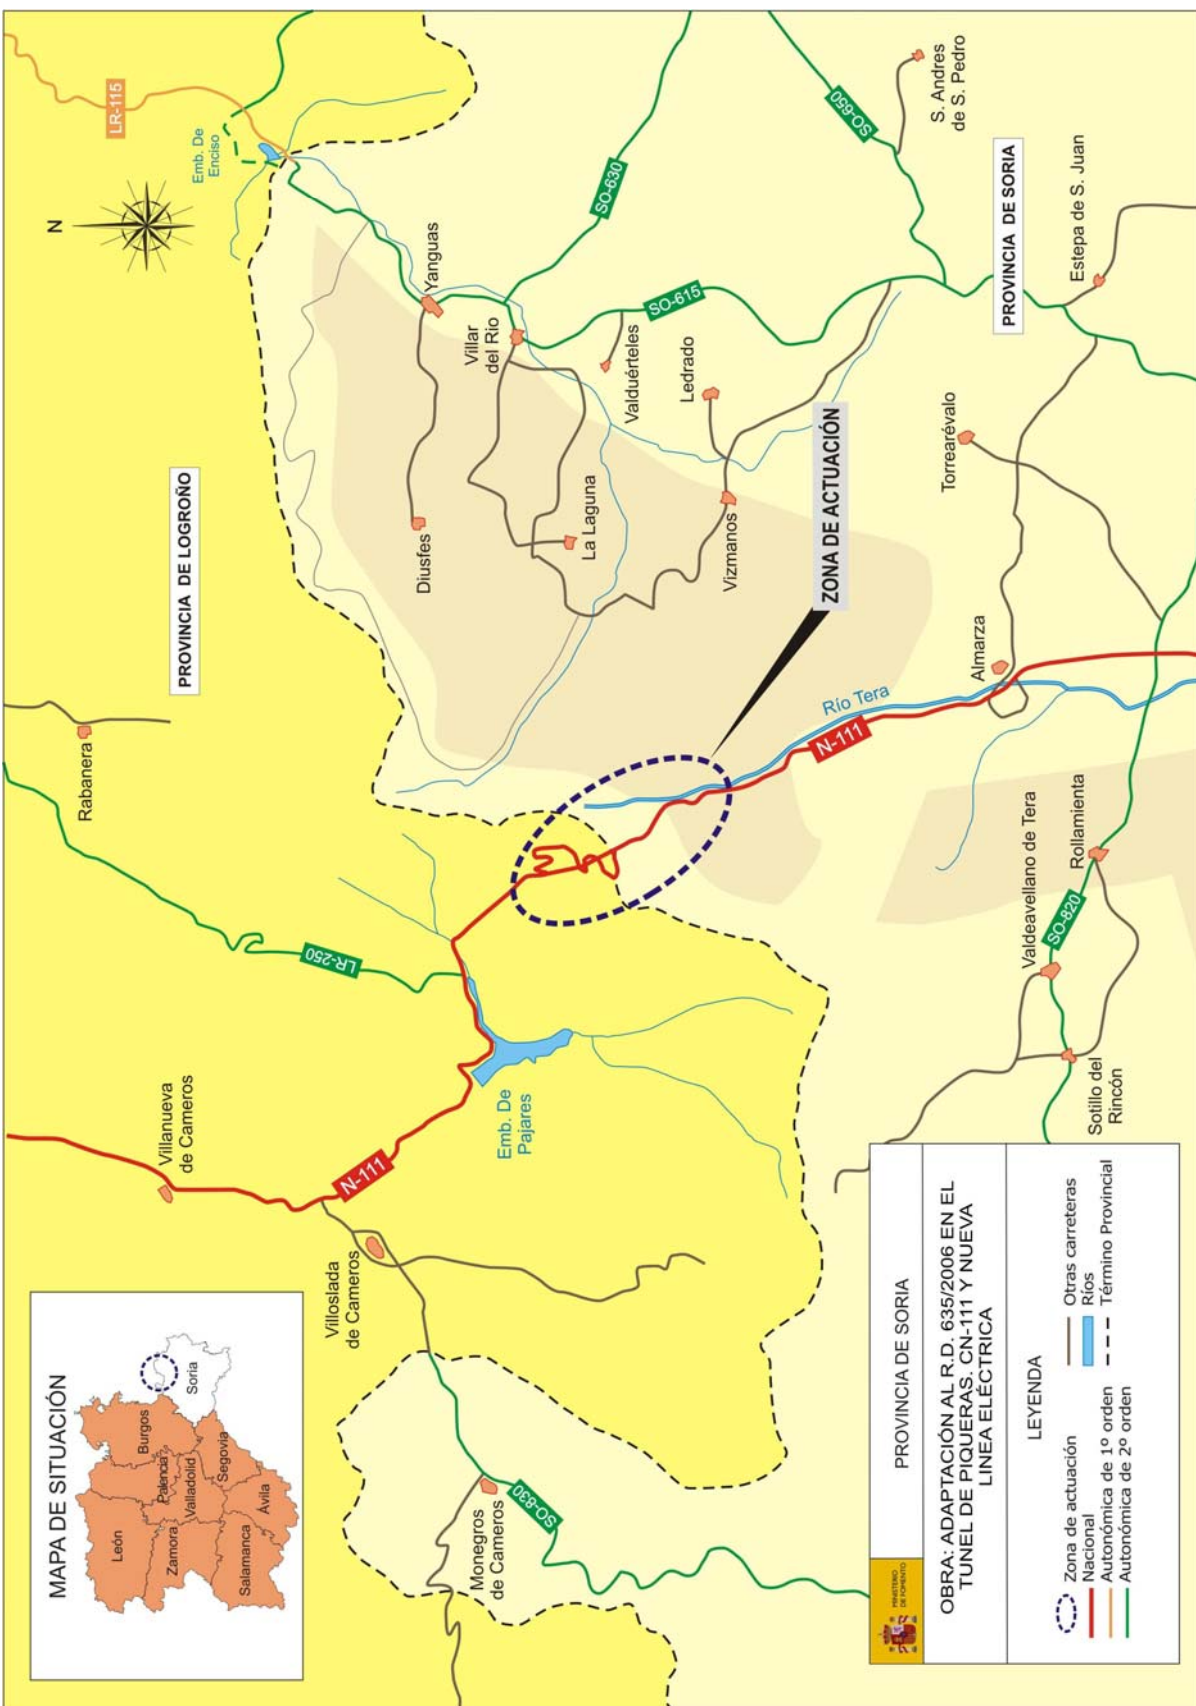 MAPA DE SITUACIÓN
León
Zamora
Salamanca
Palencia
Valladolid
Ávila
Burgos
Segovia
Soria
Villanueva
de Cameros
Rabanera
LR-115
Emb. De
Enciso
N
PROVINCIA DE LOGROÑO
LR-250
N-111
Villoslada
de Cameros
Emb. De
Pajares
Monegros
de Cameros
SO-830
Diusfes
Yanguas
Villar
del Rio
La Laguna
SO-630
Valduérteles
SO-615
Ledrado
Vizmanos
ZONA DE ACTUACIÓN
Río Tera
N-111
SO-650
S. Andres
de S. Pedro
PROVINCIA DE SORIA
Torrearévalo
Almarza
Estepa de S. Juan
Valdeavellano de Tera
SO-820
Rollamienta
Sotillo del
Rincón
MINISTERIO
DE FOMENTO
PROVINCIA DE SORIA
OBRA: ADAPTACIÓN AL R.D. 635/2006 EN EL
TUNEL DE PIQUERAS. CN-111 Y NUEVA
LINEA ELÉCTRICA
LEYENDA
Zona de actuación
Nacional
Autonómica de 1º orden
Autonómica de 2º orden
Otras carreteras
Ríos
Término Provincial